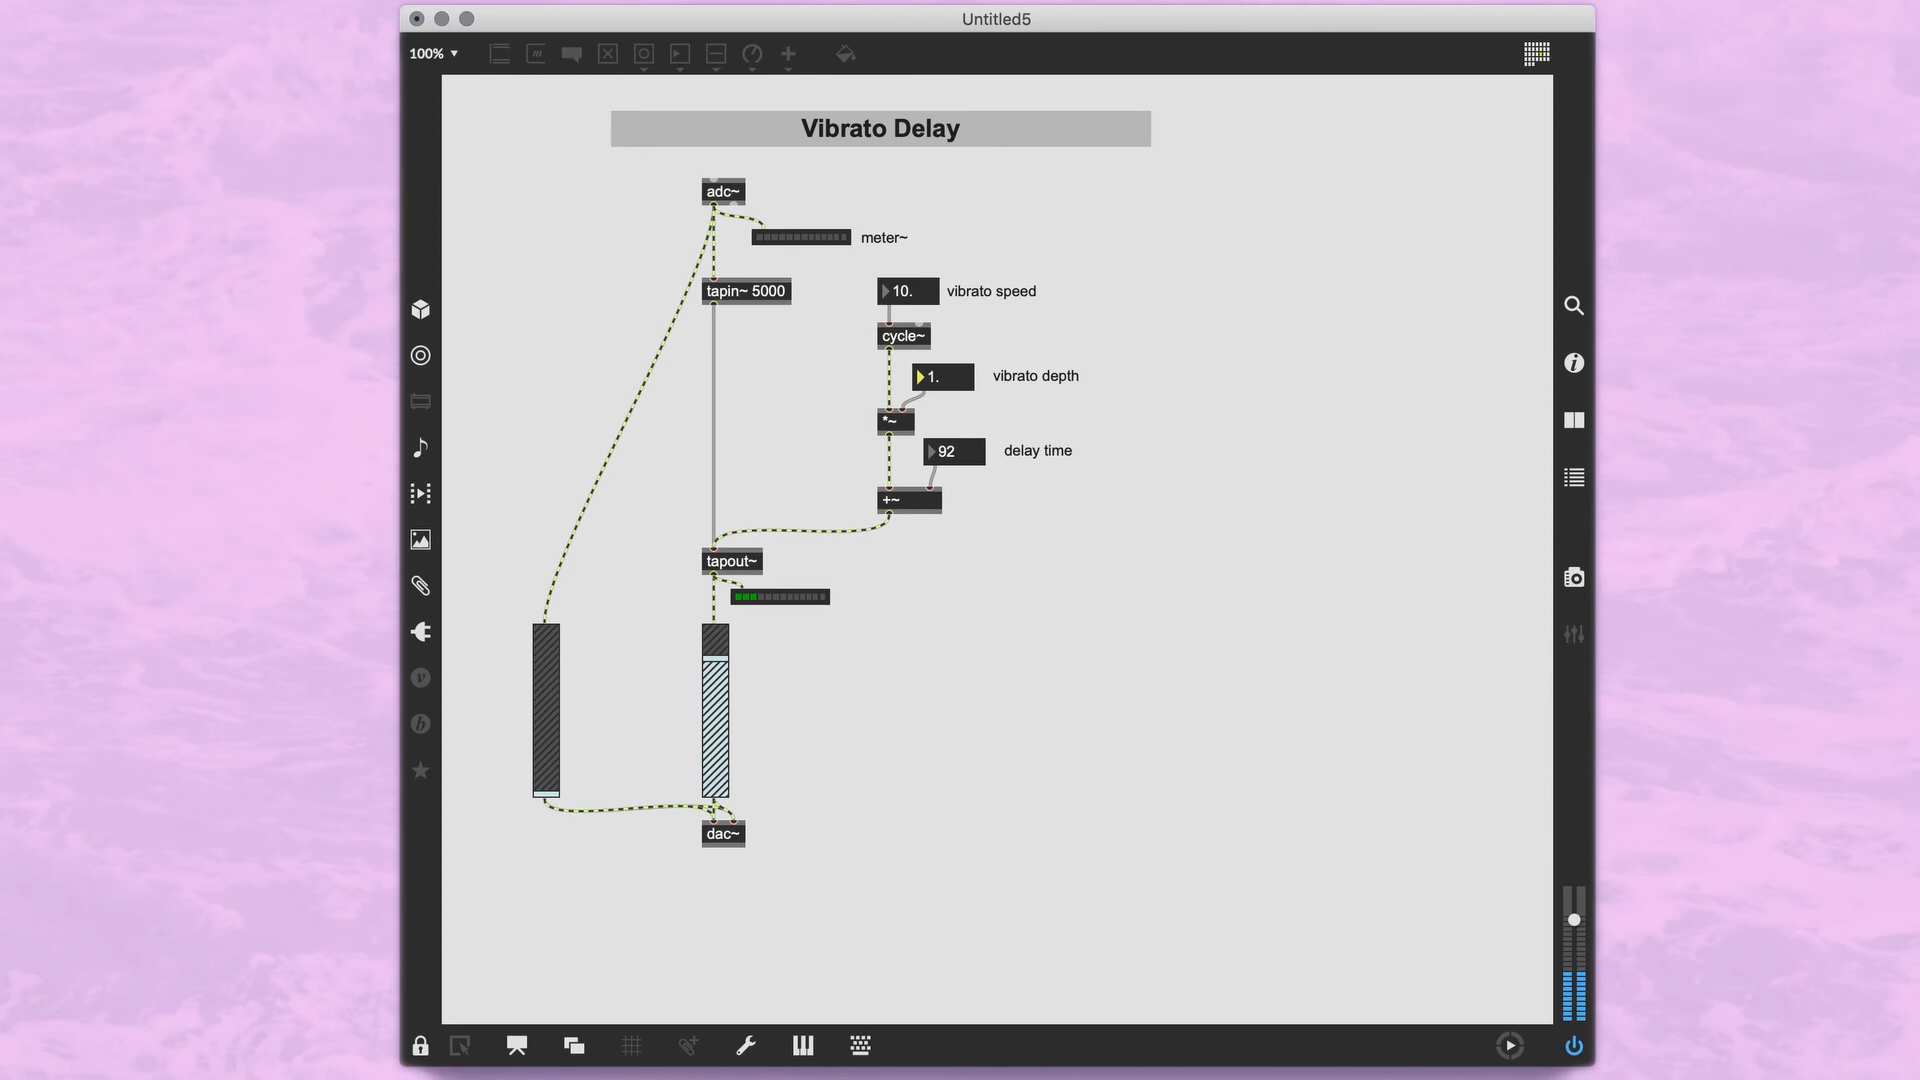 Untitled5
100%
Vibrato Delay
adc~
meter~
tapin~ 5000
10.
vibrato speed
cycle~
1.
vibrato depth
*~
92
delay time
+~
tapout~
dac~